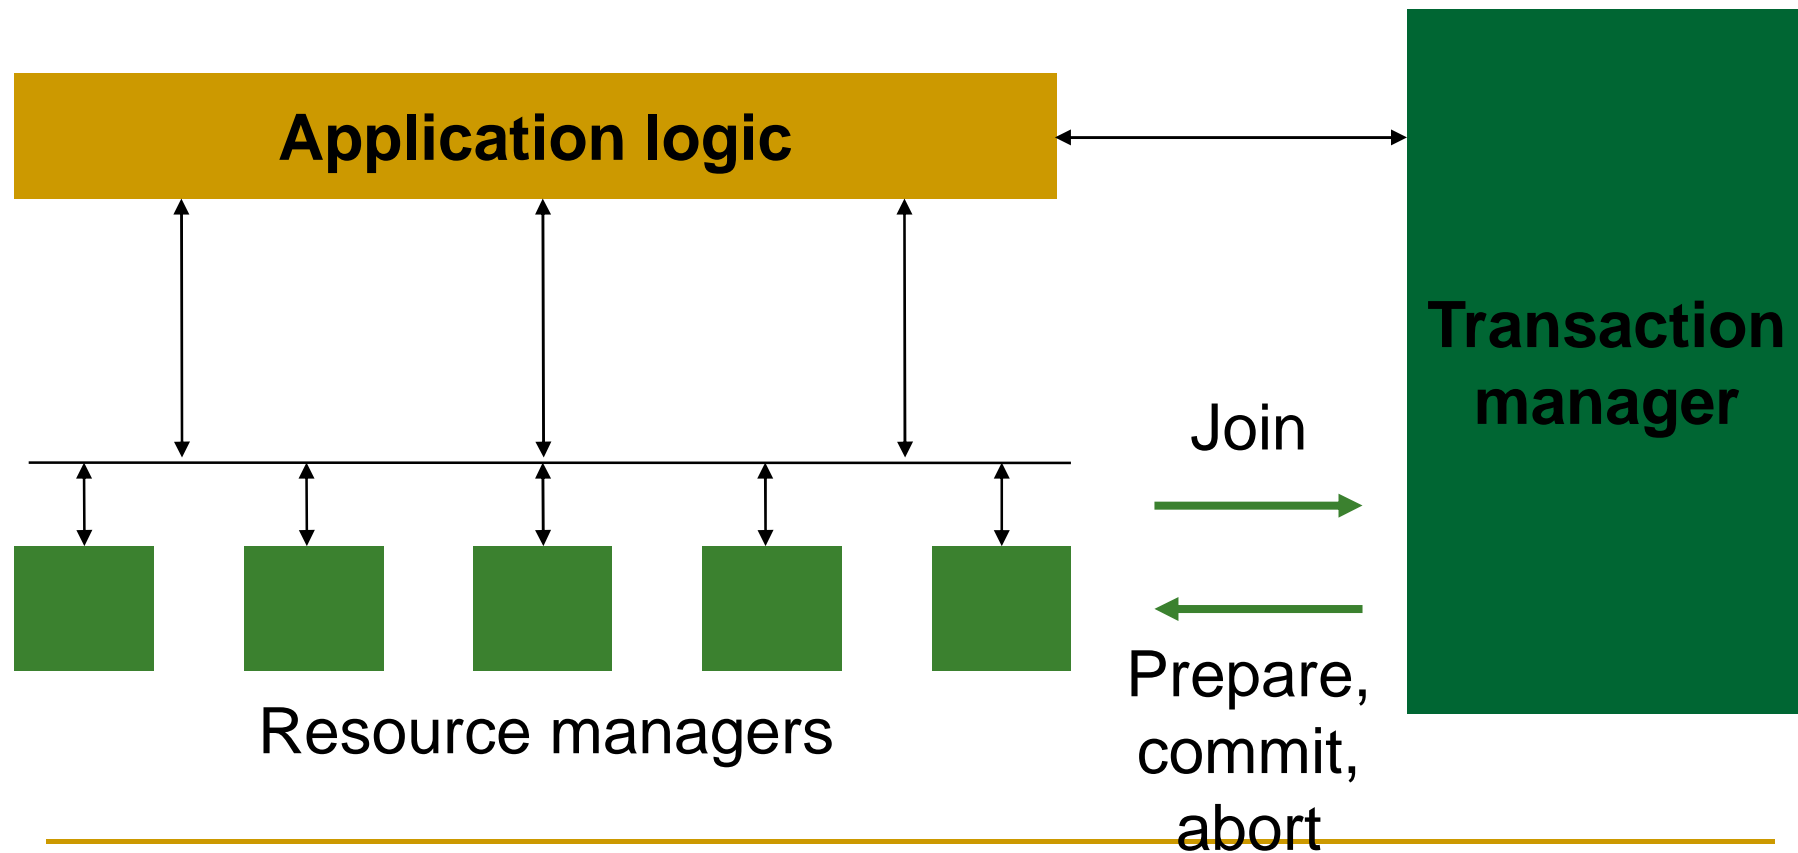 Application logic
Transaction
manager
Join
Prepare,
commit,
abort
Resource managers